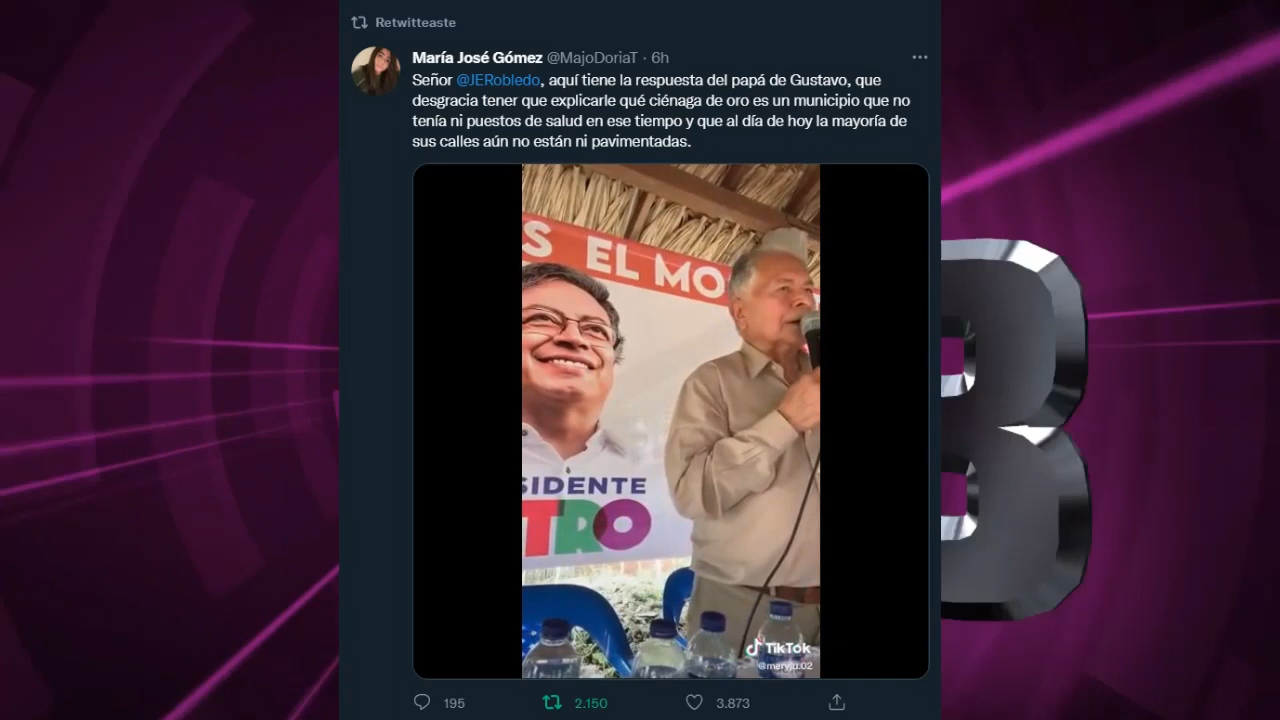 Retwitteaste
María José Gómez @MajoDoriaT · 6h
Señor @JERobledo, aquí tiene la respuesta del papá de Gustavo, que
desgracia tener que explicarle qué ciénaga de oro es un municipio que no
tenía ni puestos de salud en ese tiempo y que al día de hoy la mayoría de
sus calles aún no están ni pavimentadas.
S EL MO
SIDENTE
TRO
TikTok
@meryju.02
195
2.150
3.873